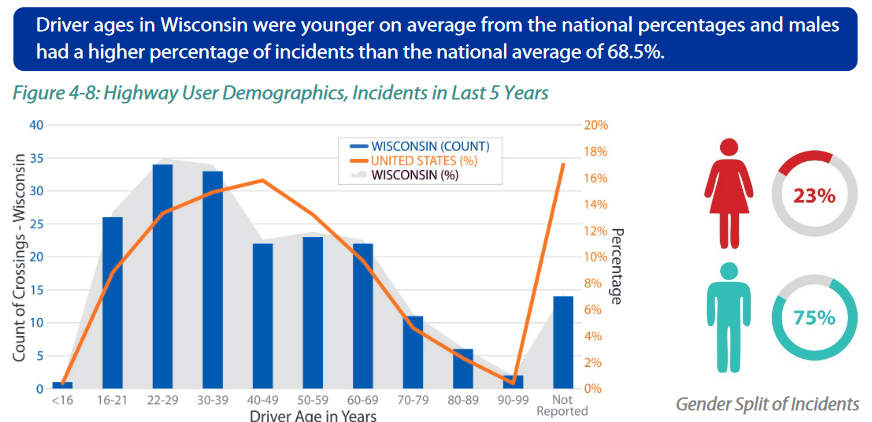 Driver ages in Wisconsin were younger on average from the national percentages and males
had a higher percentage of incidents than the national average of 68.5%.
Figure 4-8: Highway User Demographics, Incidents in Last 5 Years
Count of Crossings - Wisconsin
40
35
30
25
20
15
10
5
0
WISCONSIN (COUNT)
UNITED STATES (%)
WISCONSIN (%)
20%
18%
16%
14%
12%
10%
8%
6%
4%
2%
0%
Percentage
<16 16-21 22-29 30-39 40-49 50-59 60-69 70-79 80-89 90-99 Not
Reported
Driver Age in Years
23%
75%
Gender Split of Incidents